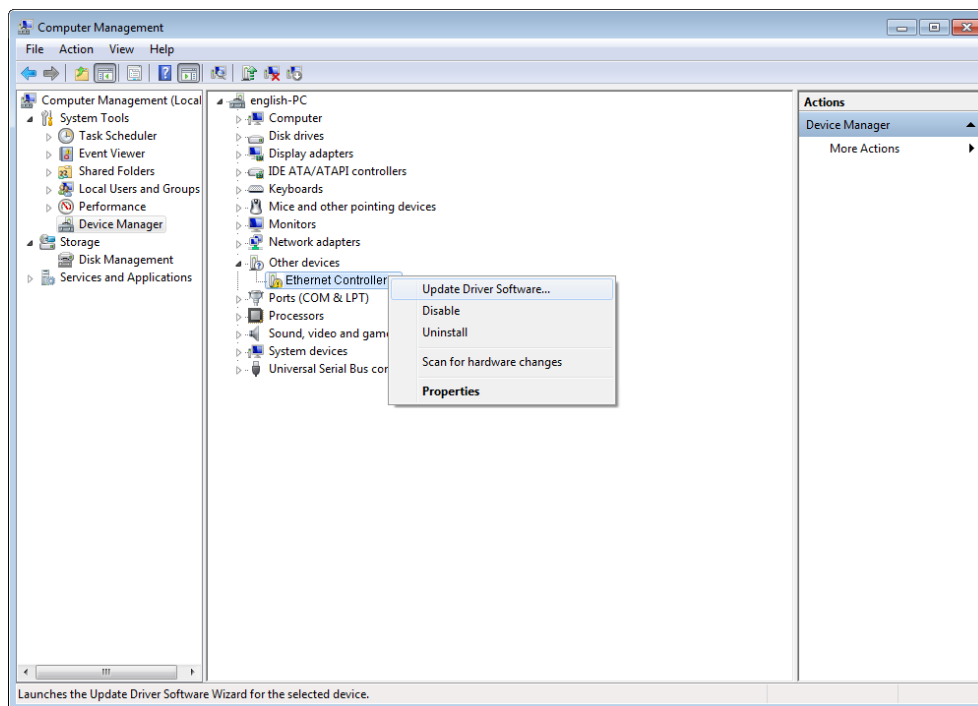 Computer Management
File Action View Help
Computer Management (Local
System Tools
Task Scheduler
Event Viewer
Shared Folders
Local Users and Groups
Performance
Device Manager
Storage
Disk Management
Services and Applications
english-PC
Computer
Disk drives
Display adapters
IDE ATA/ATAPI controllers
Keyboards
Mice and other pointing devices
Monitors
Network adapters
Other devices
Ethernet Controller
Ports (COM & LPT)
Processors
Sound, video and game
System devices
Universal Serial Bus con
Update Driver Software...
Disable
Uninstall
Scan for hardware changes
Properties
Actions
Device Manager
More Actions
Launches the Update Driver Software Wizard for the selected device.